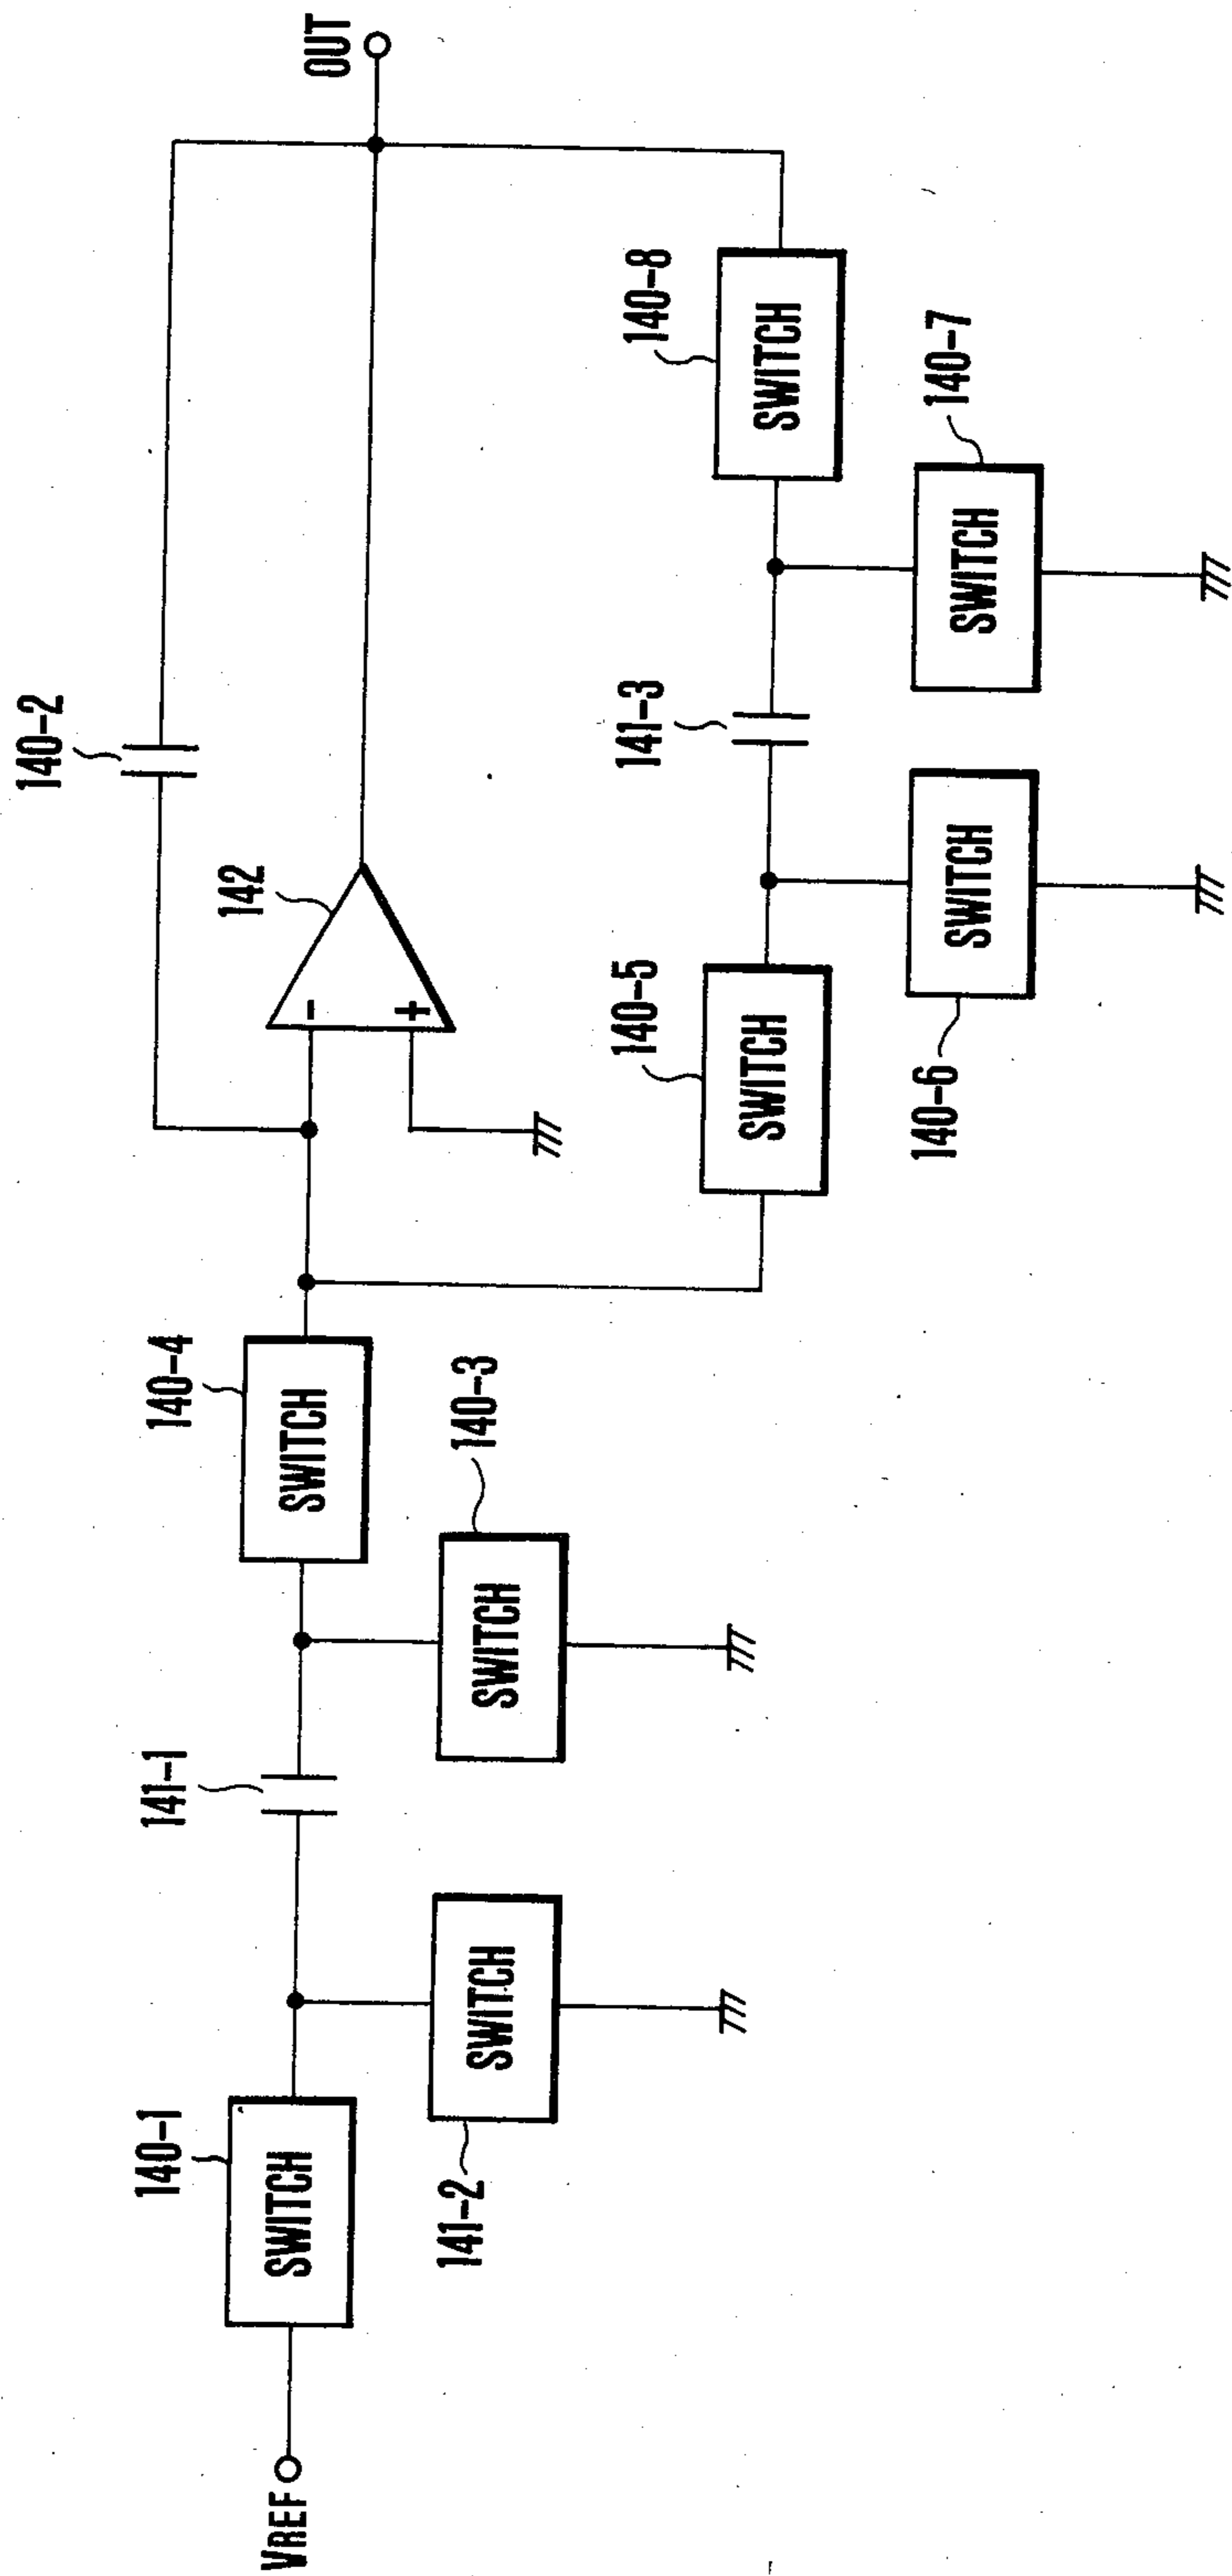 VREF
140-1
SWITCH
141-2
SWITCH
141-1
140-3
SWITCH
140-4
SWITCH
140-2
142
-
+
OUT
140-5
SWITCH
140-6
SWITCH
141-3
140-7
SWITCH
140-8
SWITCH